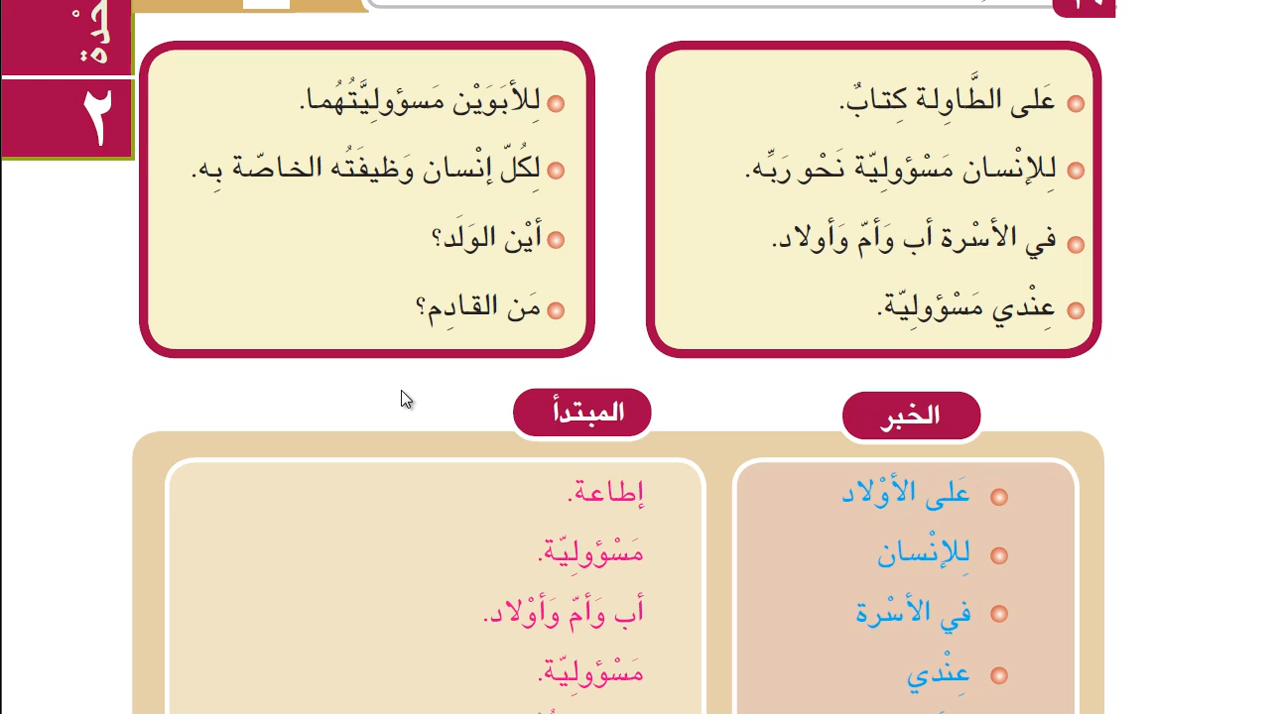 ٢
عَلى الطَّاوِلة كِتابٌ.
لِلإنْسان مَسْؤولِيّة نَحْو رَبِّه.
في الأسْرة أب وَأمّ وَأولاد.
عِنْدي مَسْؤولِيّة.
لِلأبَوَيْن مَسؤولِيَّتُهُما.
لِكُلّ إنْسان وَظيفَتُه الخاصّة بِه.
أيْن الوَلَد؟
مَن القادِم؟
الخبر
المبتدأ
عَلى الأوْلاد
إطاعة.
لِلإنْسان
مَسْؤولِيّة.
في الأسْرة
أب وَأمّ وَأوْلاد.
عِنْدي
مَسْؤولِيّة.